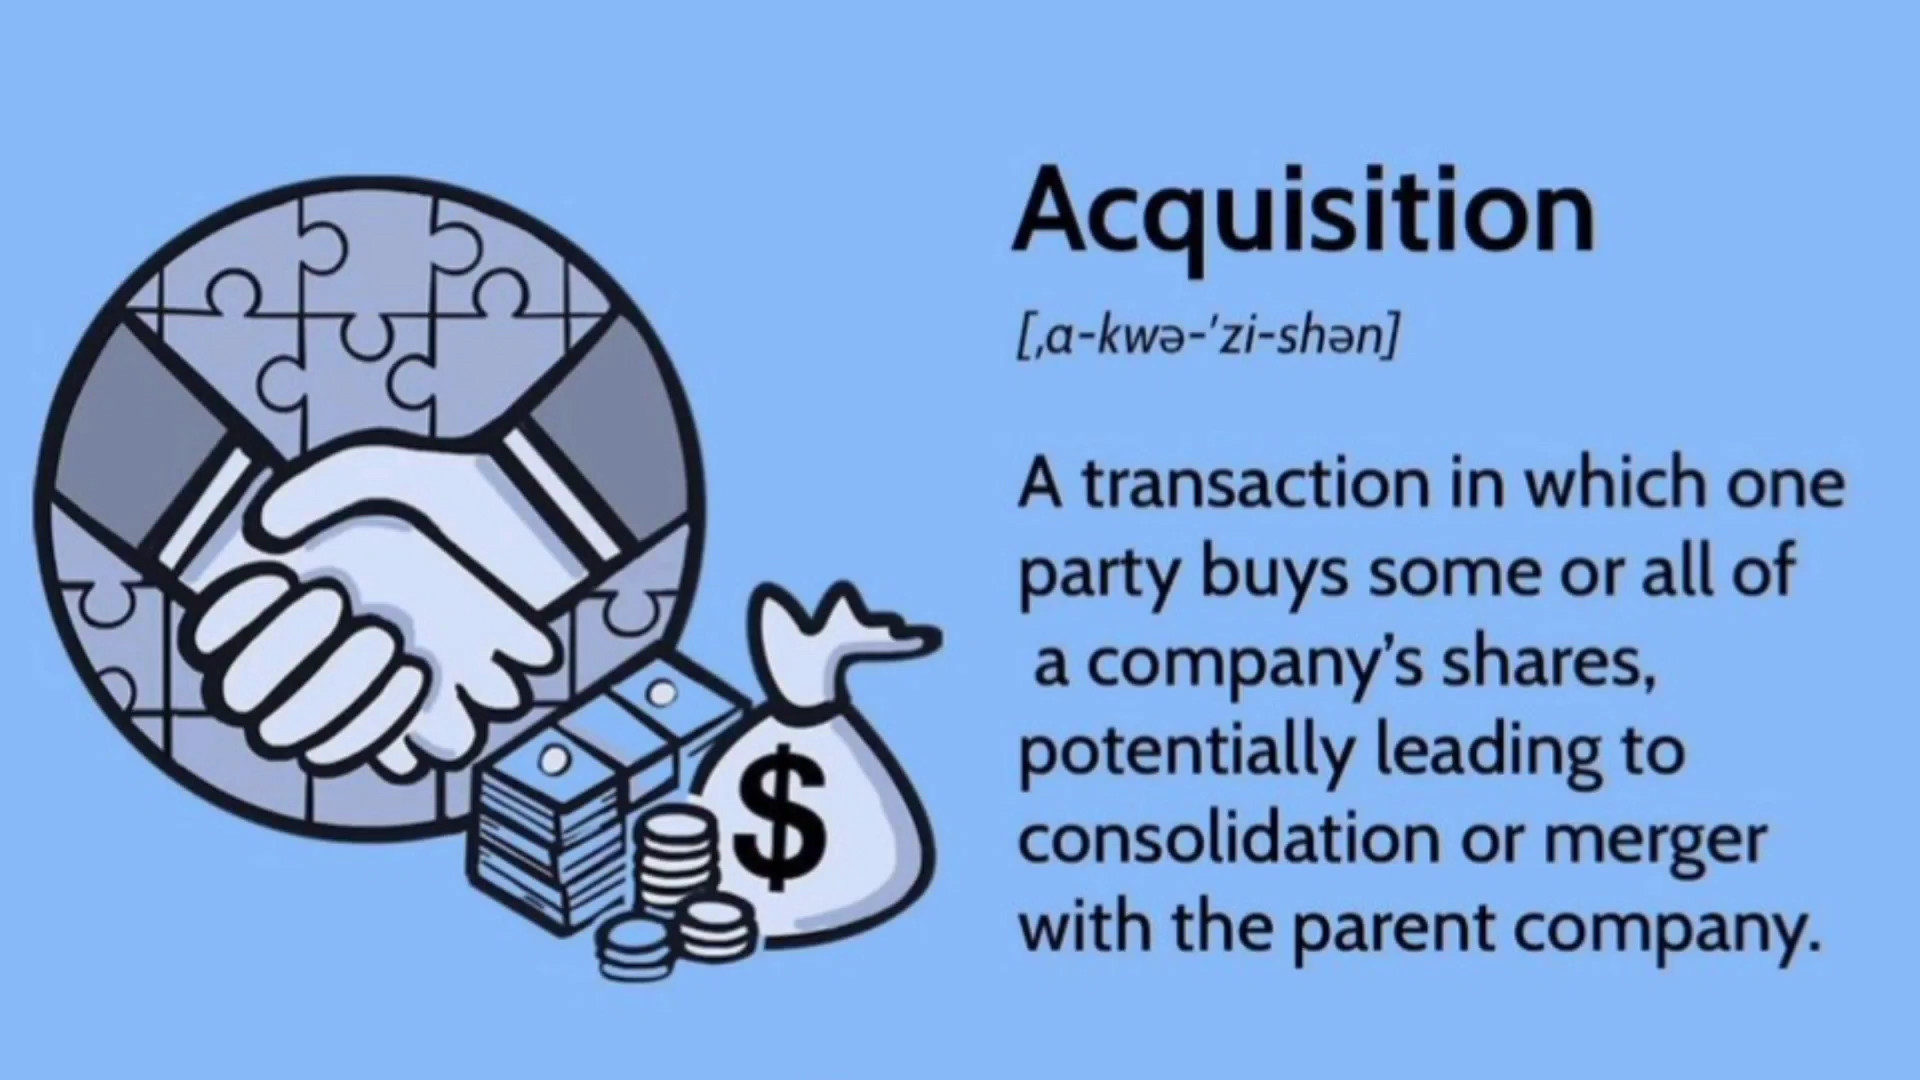 Acquisition
[,a-kwə-ˈzi-shən]
A transaction in which one
party buys some or all of
a company’s shares,
potentially leading to
consolidation or merger
with the parent company.
$